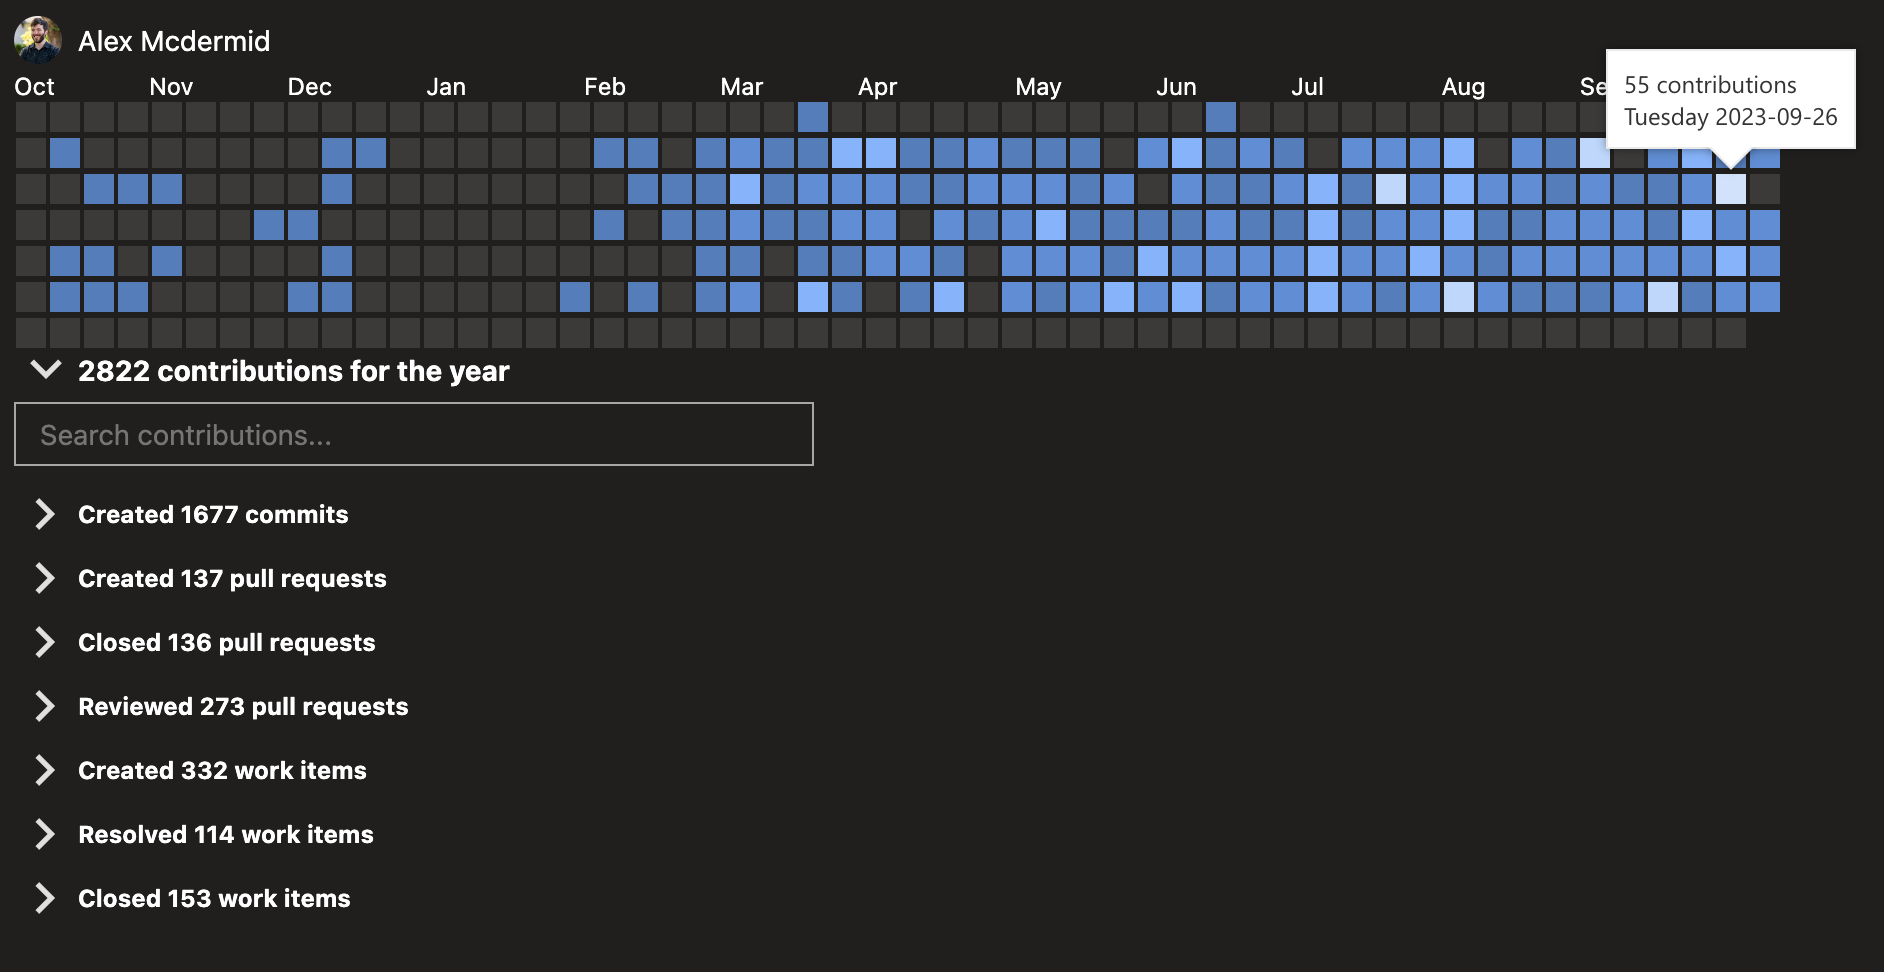 Alex Mcdermid
Oct Nov Dec Jan Feb Mar Apr May Jun Jul Aug
55 contributions
Tuesday 2023-09-26
2822 contributions for the year
Search contributions...
Created 1677 commits
Created 137 pull requests
Closed 136 pull requests
Reviewed 273 pull requests
Created 332 work items
Resolved 114 work items
Closed 153 work items